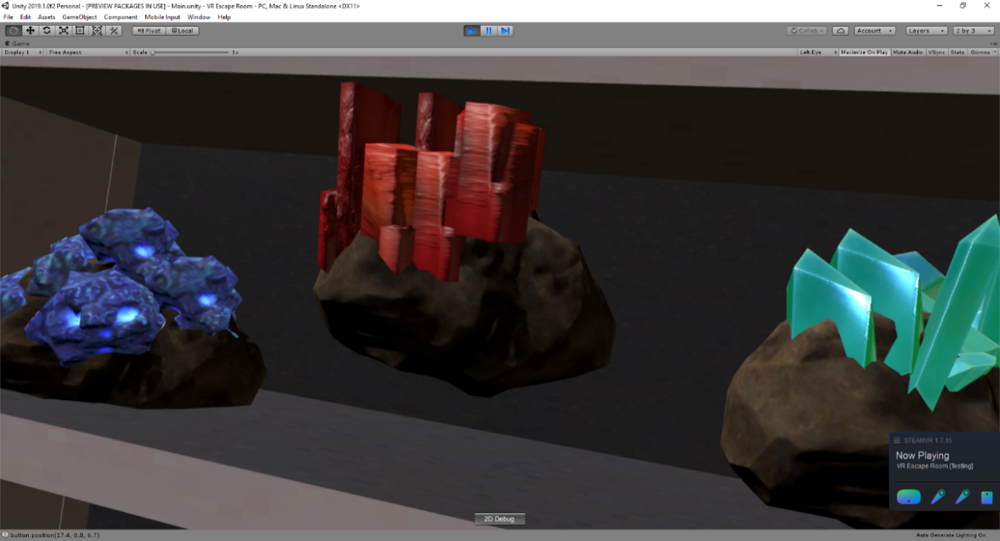 Unity 2019.1.0f2 Personal - [PREVIEW PACKAGES IN USE] - Main.unity - VR Escape Room - PC, Mac & Linux Standalone <DX11>
File Edit Assets GameObject Component Mobile Input Window Help
Pivot Local Collab Account Layers 2 by 3
Game
Display 1 Free Aspect Scale 1x Left Eye Maximize On Play Mute Audio VSync Stats Gizmos
STEAMVR 1.7.15
Now Playing
VR Escape Room [Testing]
2D Debug
button position(17.4, 0.8, 6.7) Auto Generate Lighting On